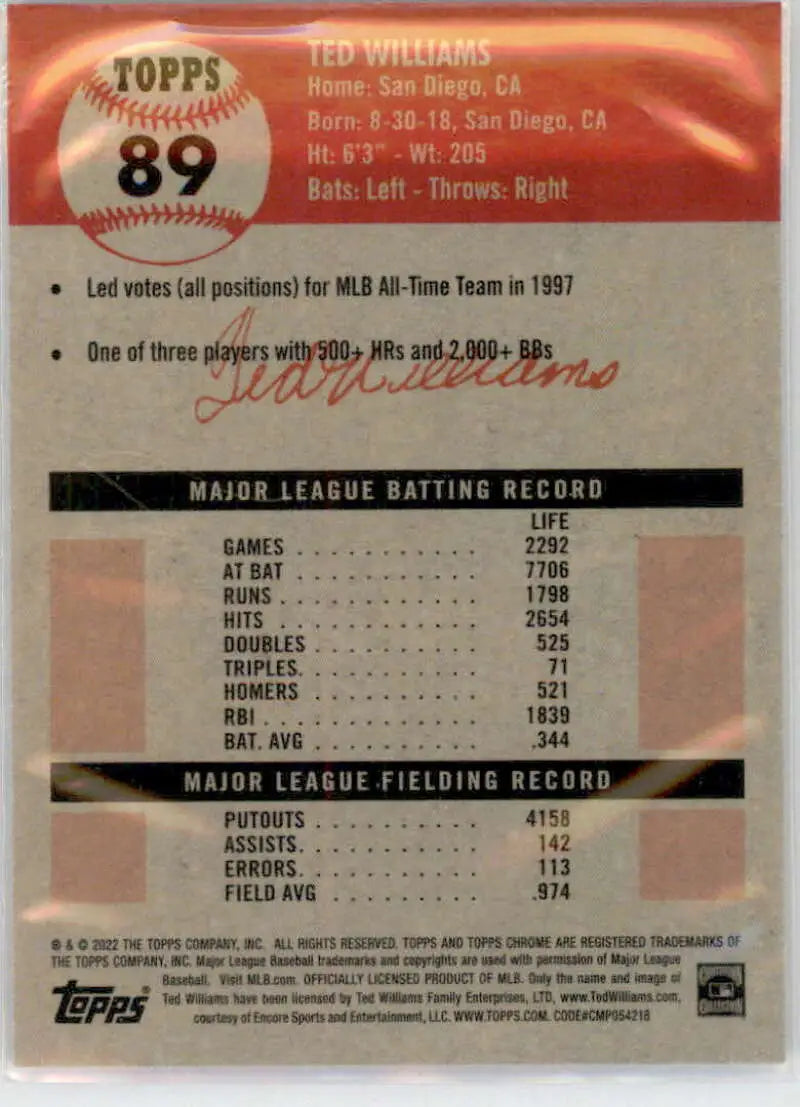 TOPPS
89
TED WILLIAMS
Home: San Diego, CA
Born: 8-30-18, San Diego, CA
Ht: 6'3" - Wt: 205
Bats: Left - Throws: Right
• Led votes (all positions) for MLB All-Time Team in 1997
• One of three players with 500+ HRs and 2,000+ BBs
Ted Williams
MAJOR LEAGUE BATTING RECORD
LIFE
GAMES . . . . . . . . . . . 2292
AT BAT . . . . . . . . . . . 7706
RUNS . . . . . . . . . . . . 1798
HITS . . . . . . . . . . . . 2654
DOUBLES . . . . . . . . . . 525
TRIPLES. . . . . . . . . . . 71
HOMERS . . . . . . . . . . 521
RBI . . . . . . . . . . . . . 1839
BAT. AVG . . . . . . . . . . .344
MAJOR LEAGUE FIELDING RECORD
PUTOUTS . . . . . . . . . . 4158
ASSISTS. . . . . . . . . . . 142
ERRORS. . . . . . . . . . . 113
FIELD AVG . . . . . . . . . .974
® & © 2022 THE TOPPS COMPANY, INC. ALL RIGHTS RESERVED. TOPPS AND TOPPS CHROME ARE REGISTERED TRADEMARKS OF
THE TOPPS COMPANY, INC. Major League Baseball trademarks and copyrights are used with permission of Major League
Baseball. Visit MLB.com. OFFICIALLY LICENSED PRODUCT OF MLB. Only the name and image of
Ted Williams have been licensed by Ted Williams Family Enterprises, LTD, www.TedWilliams.com,
courtesy of Encore Sports and Entertainment, LLC. WWW.TOPPS.COM. CODE#CMP054218
Topps